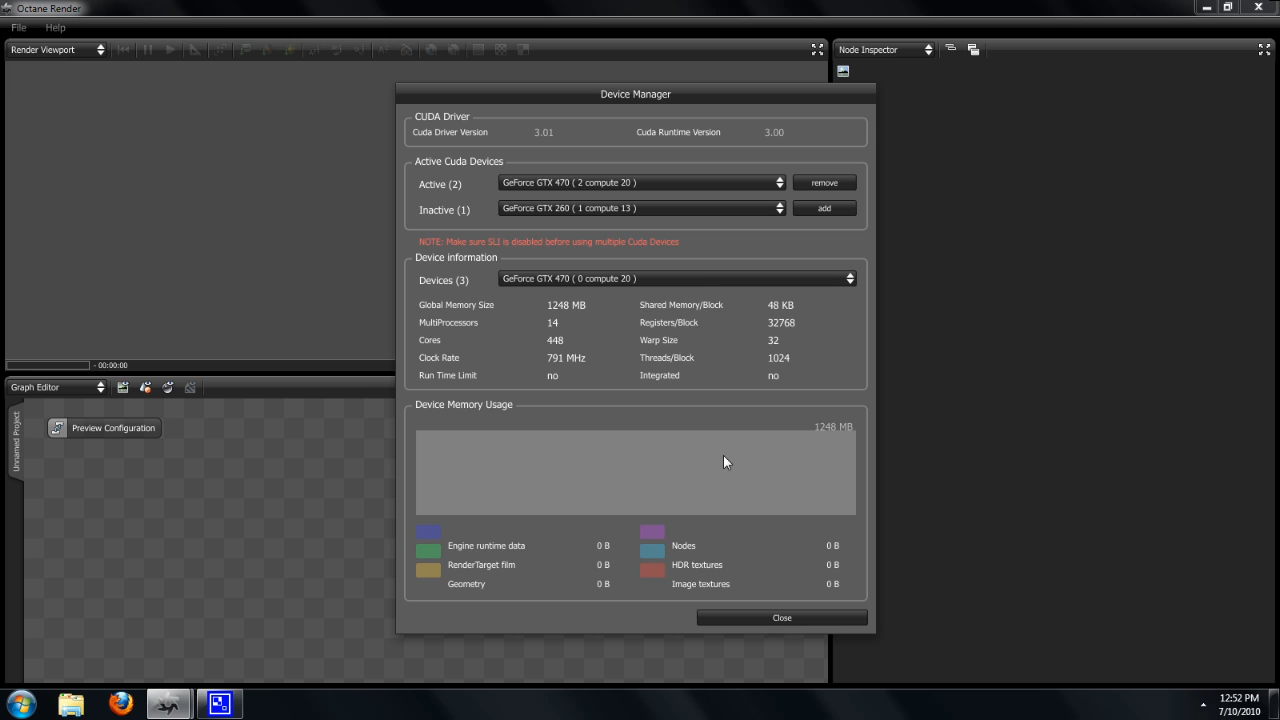 Octane Render
File Help
Render Viewport
Node Inspector
Device Manager
CUDA Driver
Cuda Driver Version 3.01 Cuda Runtime Version 3.00
Active Cuda Devices
Active (2) GeForce GTX 470 ( 2 compute 20 ) remove
Inactive (1) GeForce GTX 260 ( 1 compute 13 ) add
NOTE: Make sure SLI is disabled before using multiple Cuda Devices
Device information
Devices (3) GeForce GTX 470 ( 0 compute 20 )
Global Memory Size 1248 MB Shared Memory/Block 48 KB
MultiProcessors 14 Registers/Block 32768
Cores 448 Warp Size 32
Clock Rate 791 MHz Threads/Block 1024
Run Time Limit no Integrated no
Device Memory Usage
1248 MB
Engine runtime data 0 B Nodes 0 B
RenderTarget film 0 B HDR textures 0 B
Geometry 0 B Image textures 0 B
Close
- 00:00:00
Graph Editor
Unnamed Project
Preview Configuration
12:52 PM
7/10/2010